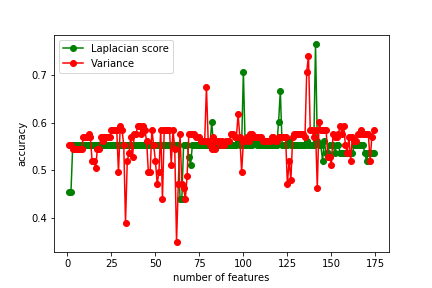 Laplacian score
Variance
0.7
0.6
0.5
0.4
accuracy
0 25 50 75 100 125 150 175
number of features